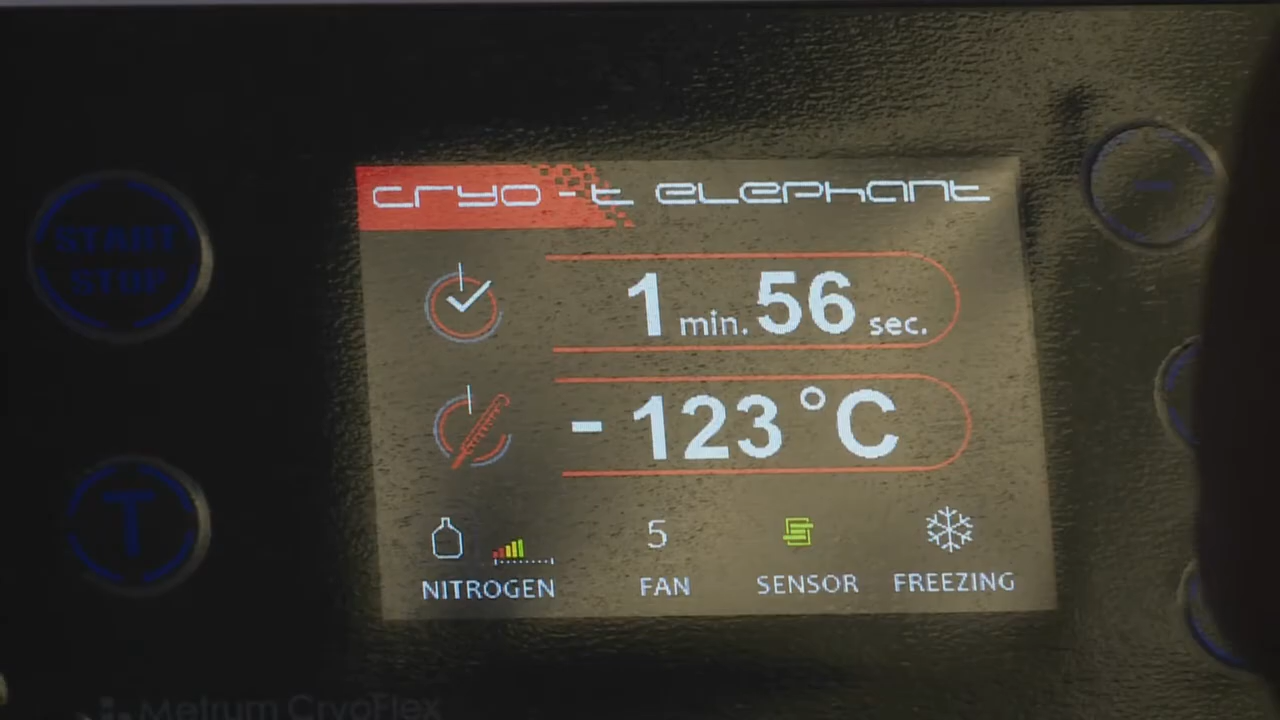 cryo-t elephant
START
STOP
1 min. 56 sec.
- 123 °C
T
5
NITROGEN FAN SENSOR FREEZING
Metrum CryoFlex